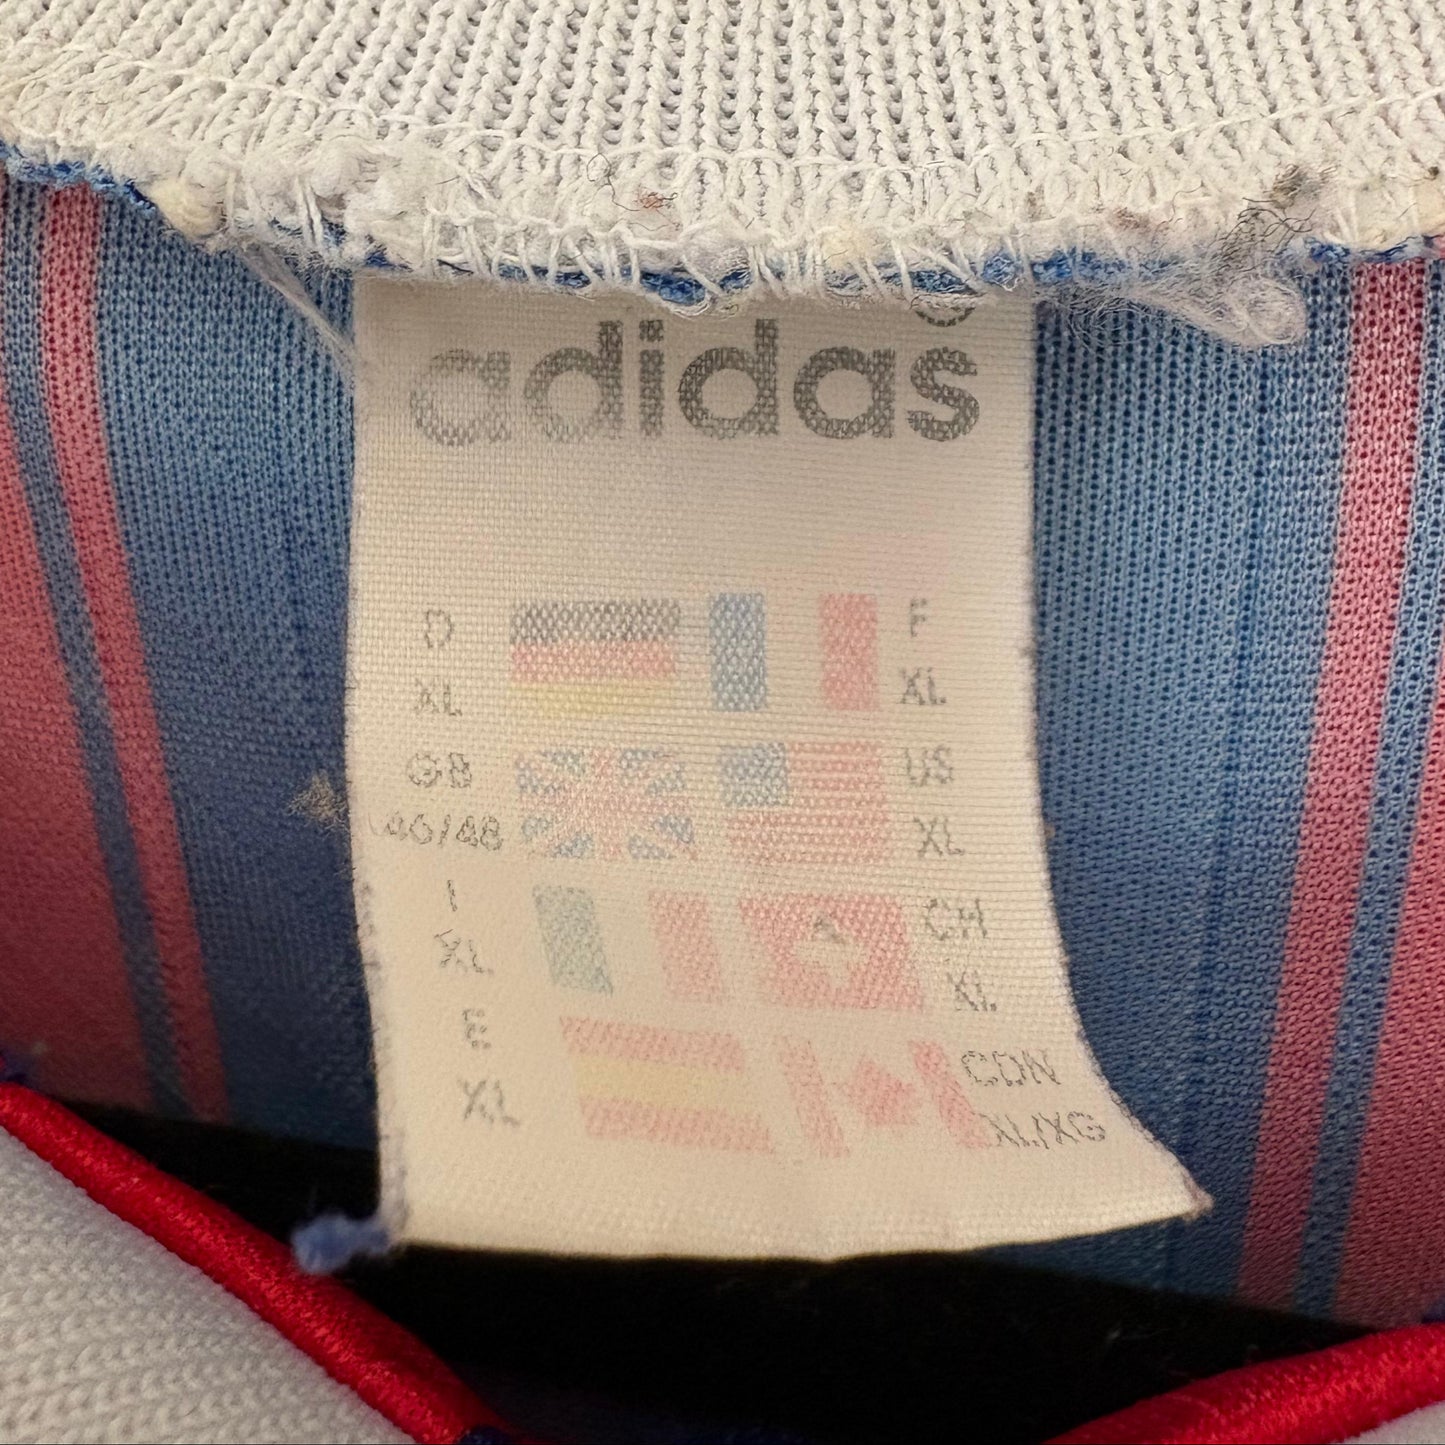 adidas
D F
XL XL
GB US
46/48 XL
I CH
XL XL
E CDN
XL XL/XG